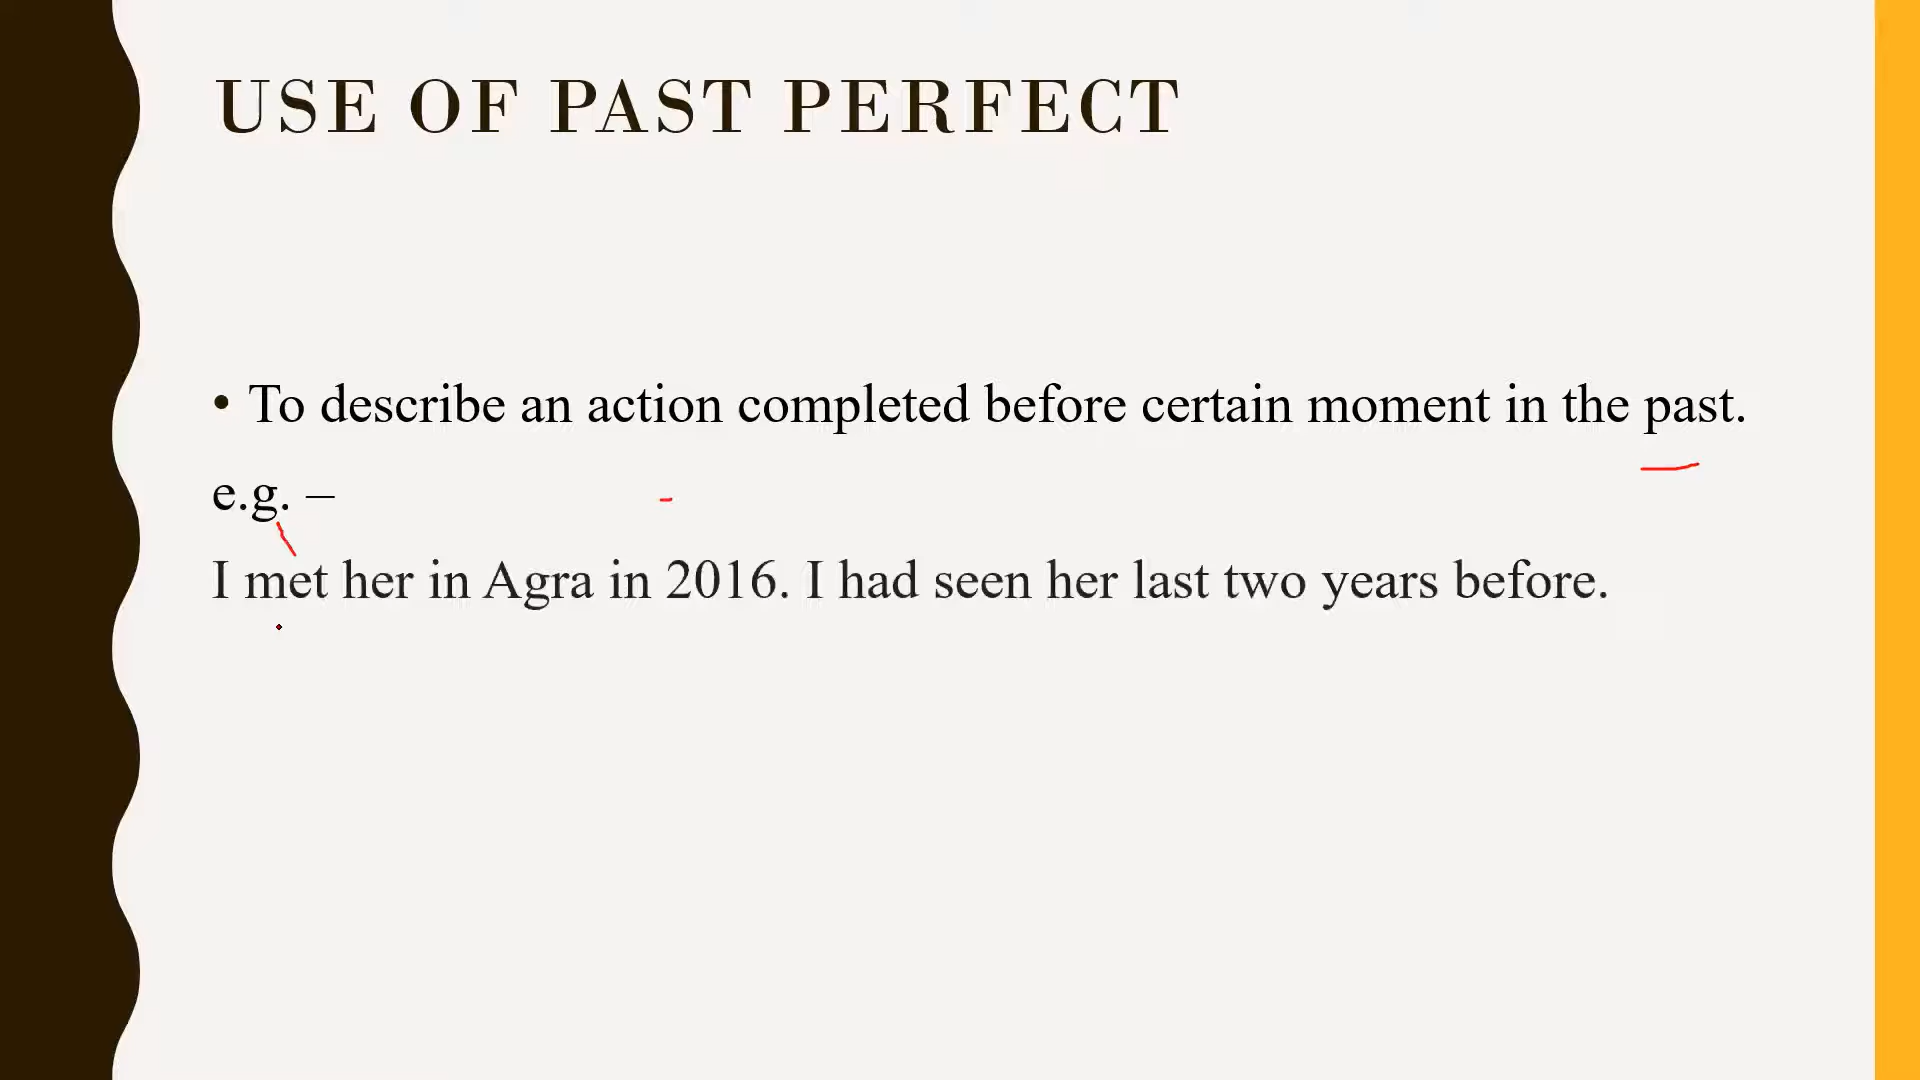 USE OF PAST PERFECT
• To describe an action completed before certain moment in the past.
e.g. –
I met her in Agra in 2016. I had seen her last two years before.